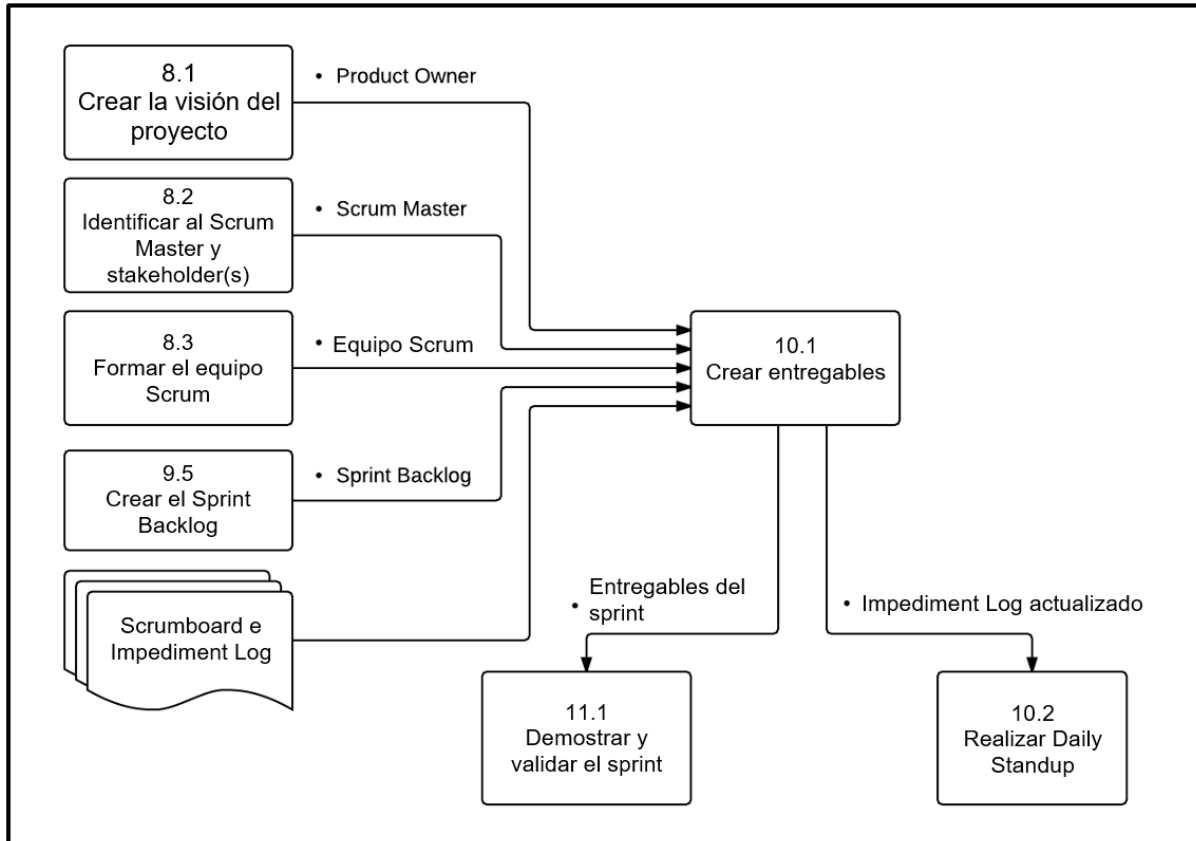 8.1
Crear la visión del
proyecto
• Product Owner
8.2
Identificar al Scrum
Master y
stakeholder(s)
• Scrum Master
8.3
Formar el equipo
Scrum
• Equipo Scrum
9.5
Crear el Sprint
Backlog
• Sprint Backlog
Scrumboard e
Impediment Log
10.1
Crear entregables
• Entregables del
sprint
• Impediment Log actualizado
11.1
Demostrar y
validar el sprint
10.2
Realizar Daily
Standup